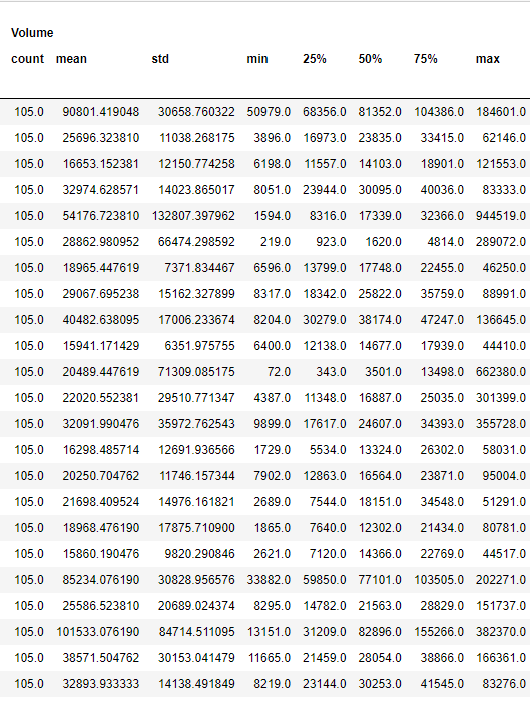 Volume
count mean std min 25% 50% 75% max
105.0 90801.419048 30658.760322 50979.0 68356.0 81352.0 104386.0 184601.0
105.0 25696.323810 11038.268175 3896.0 16973.0 23835.0 33415.0 62146.0
105.0 16653.152381 12150.774258 6198.0 11557.0 14103.0 18901.0 121553.0
105.0 32974.628571 14023.865017 8051.0 23944.0 30095.0 40036.0 83333.0
105.0 54176.723810 132807.397962 1594.0 8316.0 17339.0 32366.0 944519.0
105.0 28862.980952 66474.298592 219.0 923.0 1620.0 4814.0 289072.0
105.0 18965.447619 7371.834467 6596.0 13799.0 17748.0 22455.0 46250.0
105.0 29067.695238 15162.327899 8317.0 18342.0 25822.0 35759.0 88991.0
105.0 40482.638095 17006.233674 8204.0 30279.0 38174.0 47247.0 136645.0
105.0 15941.171429 6351.975755 6400.0 12138.0 14677.0 17939.0 44410.0
105.0 20489.447619 71309.085175 72.0 343.0 3501.0 13498.0 662380.0
105.0 22020.552381 29510.771347 4387.0 11348.0 16887.0 25035.0 301399.0
105.0 32091.990476 35972.762543 9899.0 17617.0 24607.0 34393.0 355728.0
105.0 16298.485714 12691.936566 1729.0 5534.0 13324.0 26302.0 58031.0
105.0 20250.704762 11746.157344 7902.0 12863.0 16564.0 23871.0 95004.0
105.0 21698.409524 14976.161821 2689.0 7544.0 18151.0 34548.0 51291.0
105.0 18968.476190 17875.710900 1865.0 7640.0 12302.0 21434.0 80781.0
105.0 15860.190476 9820.290846 2621.0 7120.0 14366.0 22769.0 44517.0
105.0 85234.076190 30828.956576 33882.0 59850.0 77101.0 103505.0 202271.0
105.0 25586.523810 20689.024374 8295.0 14782.0 21563.0 28829.0 151737.0
105.0 101533.076190 84714.511095 13151.0 31209.0 82896.0 155266.0 382370.0
105.0 38571.504762 30153.041479 11665.0 21459.0 28054.0 38866.0 166361.0
105.0 32893.933333 14138.491849 8219.0 23144.0 30253.0 41545.0 83276.0